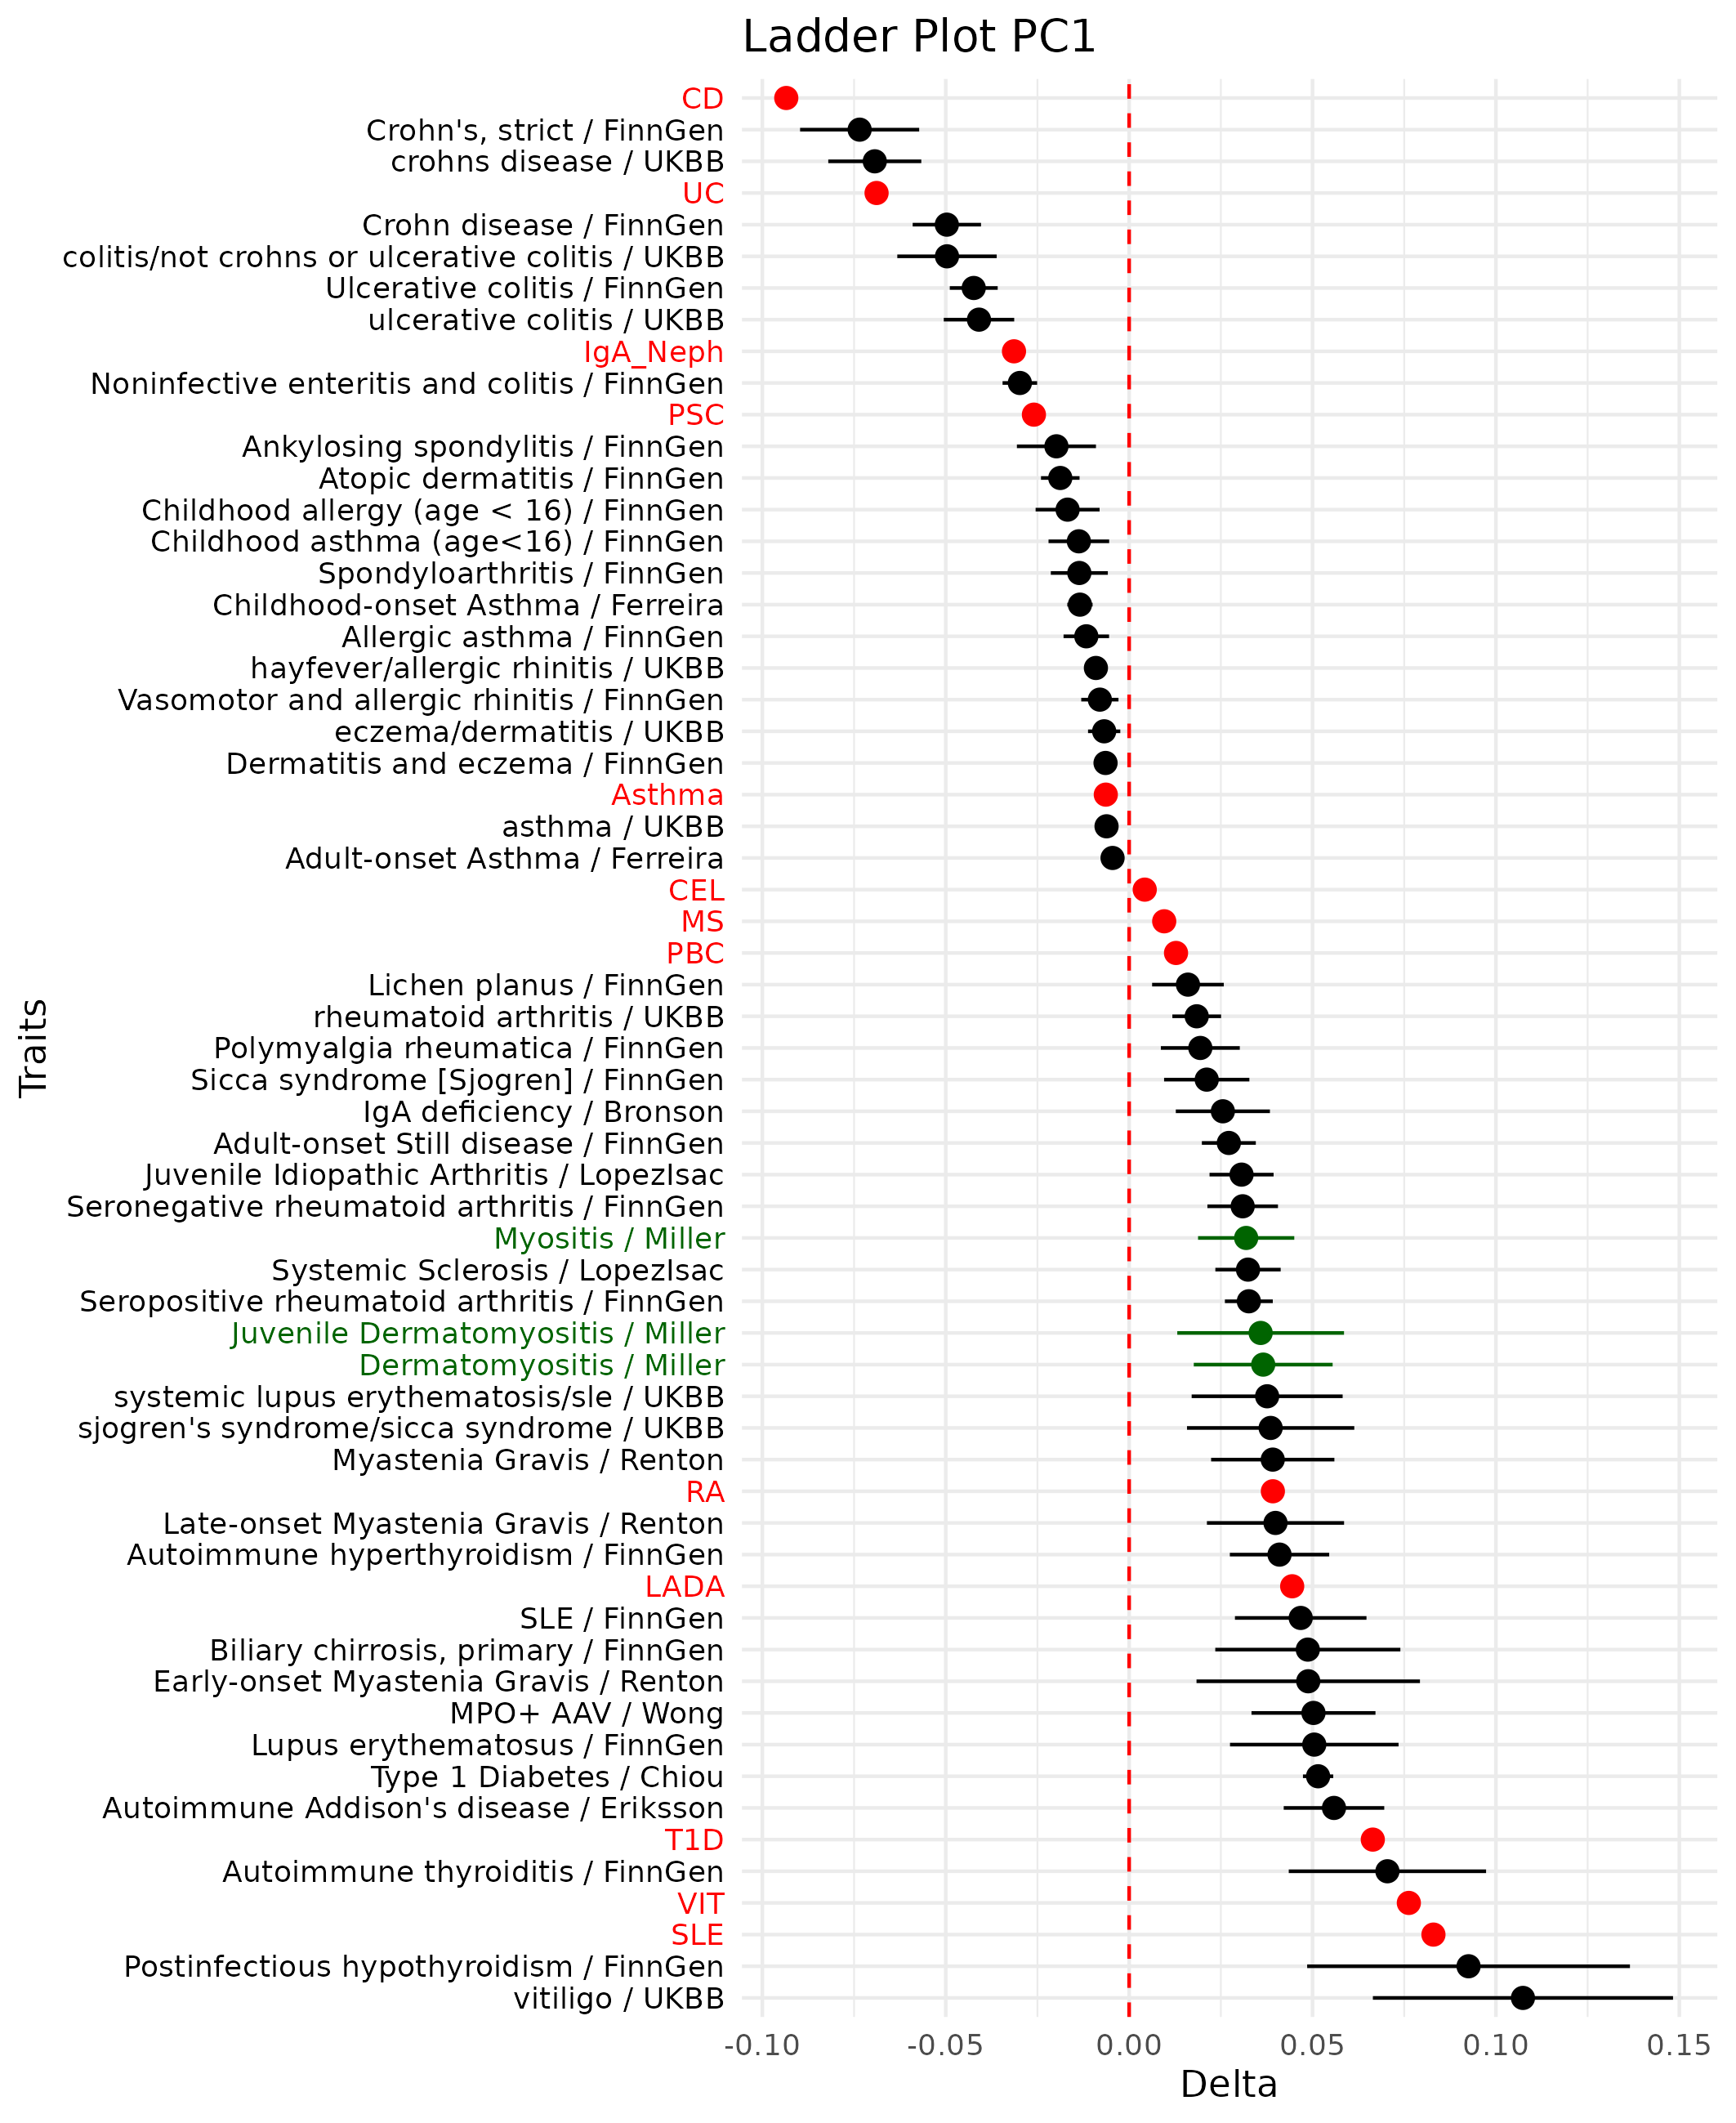 Ladder Plot PC1
CD
Crohn's, strict / FinnGen
crohns disease / UKBB
UC
Crohn disease / FinnGen
colitis/not crohns or ulcerative colitis / UKBB
Ulcerative colitis / FinnGen
ulcerative colitis / UKBB
IgA_Neph
Noninfective enteritis and colitis / FinnGen
PSC
Ankylosing spondylitis / FinnGen
Atopic dermatitis / FinnGen
Childhood allergy (age < 16) / FinnGen
Childhood asthma (age<16) / FinnGen
Spondyloarthritis / FinnGen
Childhood-onset Asthma / Ferreira
Allergic asthma / FinnGen
hayfever/allergic rhinitis / UKBB
Vasomotor and allergic rhinitis / FinnGen
eczema/dermatitis / UKBB
Dermatitis and eczema / FinnGen
Asthma
asthma / UKBB
Adult-onset Asthma / Ferreira
CEL
MS
PBC
Lichen planus / FinnGen
rheumatoid arthritis / UKBB
Polymyalgia rheumatica / FinnGen
Sicca syndrome [Sjogren] / FinnGen
IgA deficiency / Bronson
Adult-onset Still disease / FinnGen
Juvenile Idiopathic Arthritis / LopezIsac
Seronegative rheumatoid arthritis / FinnGen
Myositis / Miller
Systemic Sclerosis / LopezIsac
Seropositive rheumatoid arthritis / FinnGen
Juvenile Dermatomyositis / Miller
Dermatomyositis / Miller
systemic lupus erythematosis/sle / UKBB
sjogren's syndrome/sicca syndrome / UKBB
Myastenia Gravis / Renton
RA
Late-onset Myastenia Gravis / Renton
Autoimmune hyperthyroidism / FinnGen
LADA
SLE / FinnGen
Biliary chirrosis, primary / FinnGen
Early-onset Myastenia Gravis / Renton
MPO+ AAV / Wong
Lupus erythematosus / FinnGen
Type 1 Diabetes / Chiou
Autoimmune Addison's disease / Eriksson
T1D
Autoimmune thyroiditis / FinnGen
VIT
SLE
Postinfectious hypothyroidism / FinnGen
vitiligo / UKBB
Traits
-0.10 -0.05 0.00 0.05 0.10 0.15
Delta